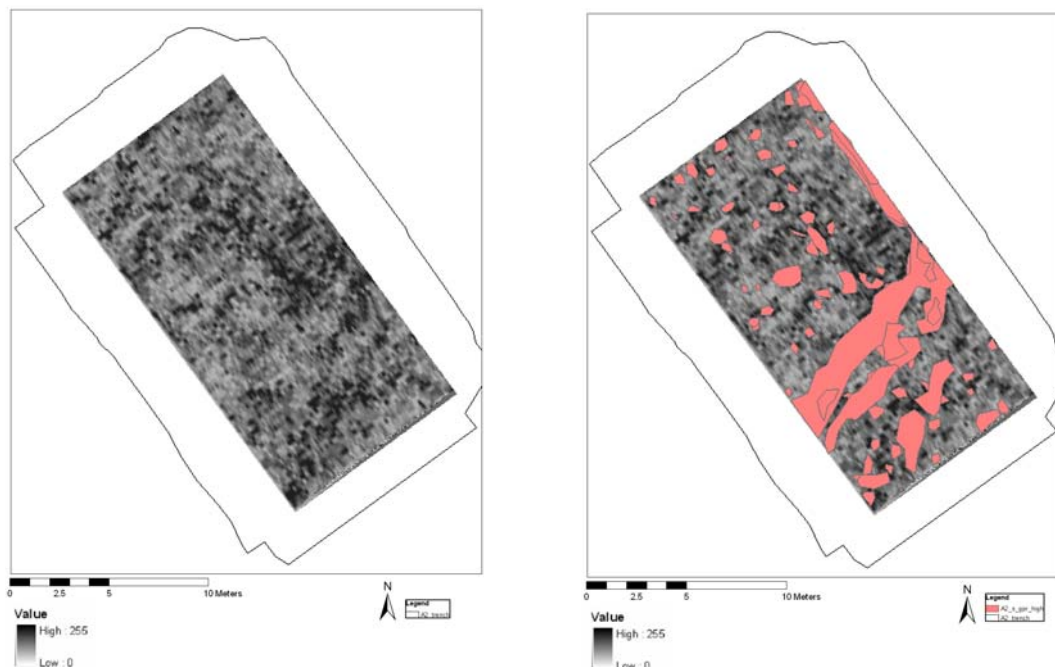 0 2.5 5 10 Meters
Value
High : 255
Low : 0
N
Legend
A2_trench
0 2.5 5 10 Meters
Value
High : 255
Low : 0
N
Legend
A2_s_gpr_high
A2_trench